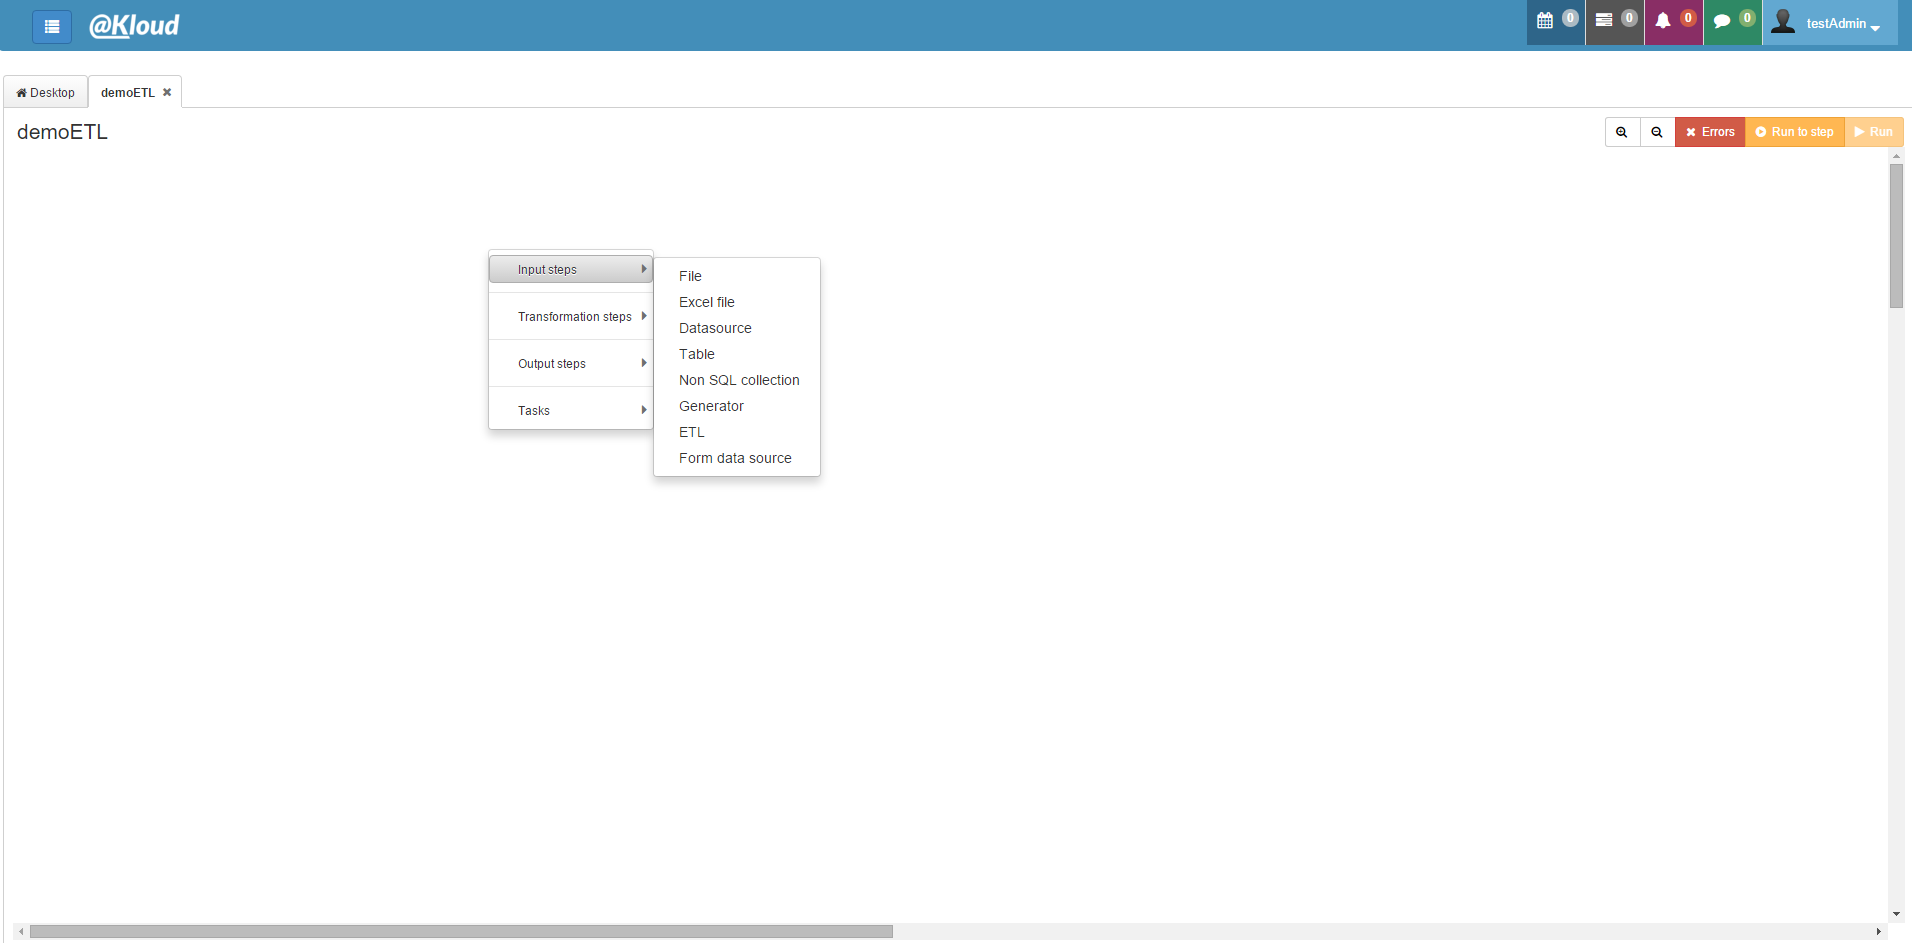 @Kloud
0
0
0
0
testAdmin
Desktop
demoETL
demoETL
Errors
Run to step
Run
Input steps
Transformation steps
Output steps
Tasks
File
Excel file
Datasource
Table
Non SQL collection
Generator
ETL
Form data source